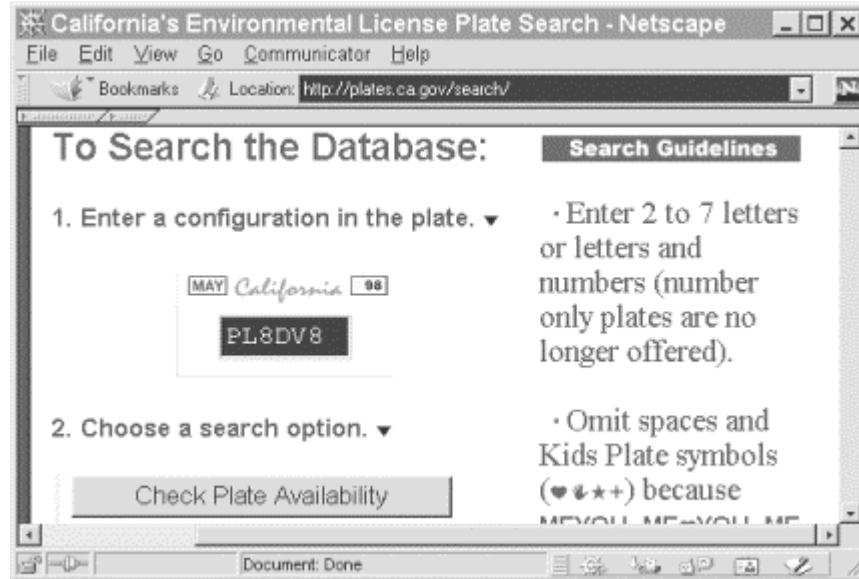 California's Environmental License Plate Search - Netscape
File Edit View Go Communicator Help
Bookmarks Location: http://plates.ca.gov/search/
N
To Search the Database:
1. Enter a configuration in the plate.
MAY California 98
PL8DV8
2. Choose a search option.
Check Plate Availability
Search Guidelines
· Enter 2 to 7 letters
or letters and
numbers (number
only plates are no
longer offered).
· Omit spaces and
Kids Plate symbols
(♥★+) because
Document: Done